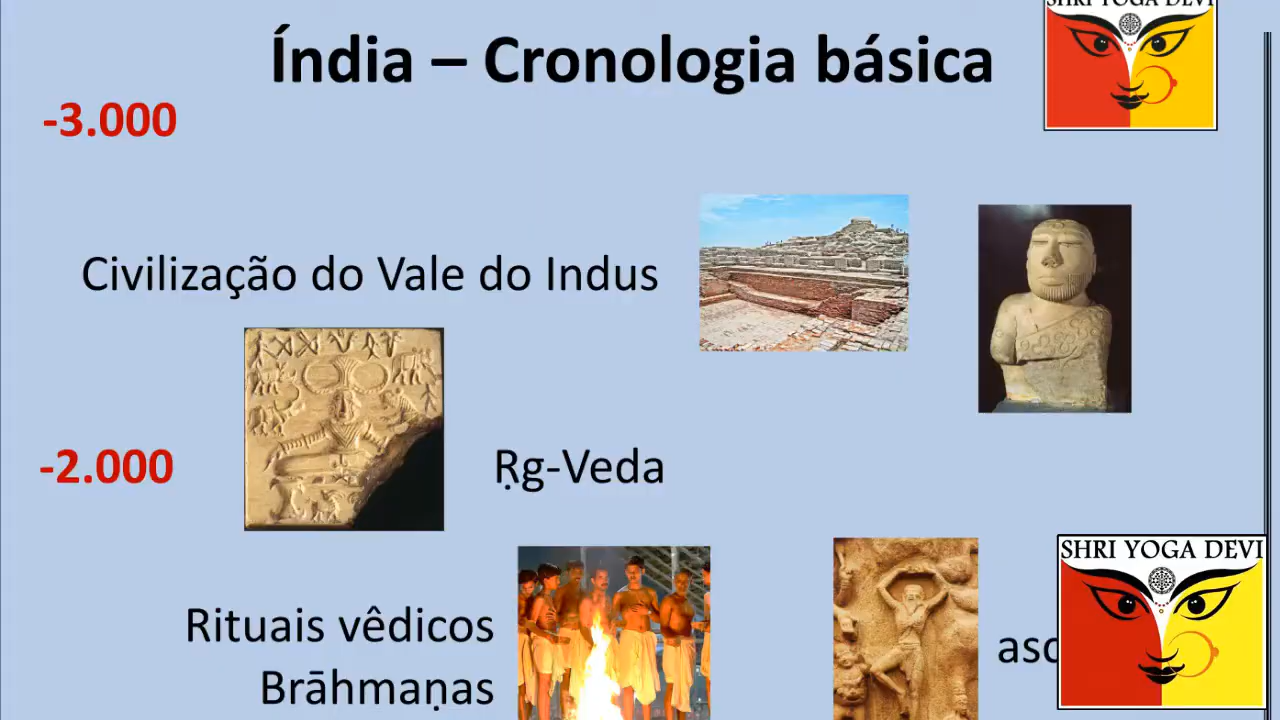 SHRI YOGA DEVI
Índia – Cronologia básica
-3.000
Civilização do Vale do Indus
-2.000
Ṛg-Veda
SHRI YOGA DEVI
Rituais vêdicos
Brāhmaṇas